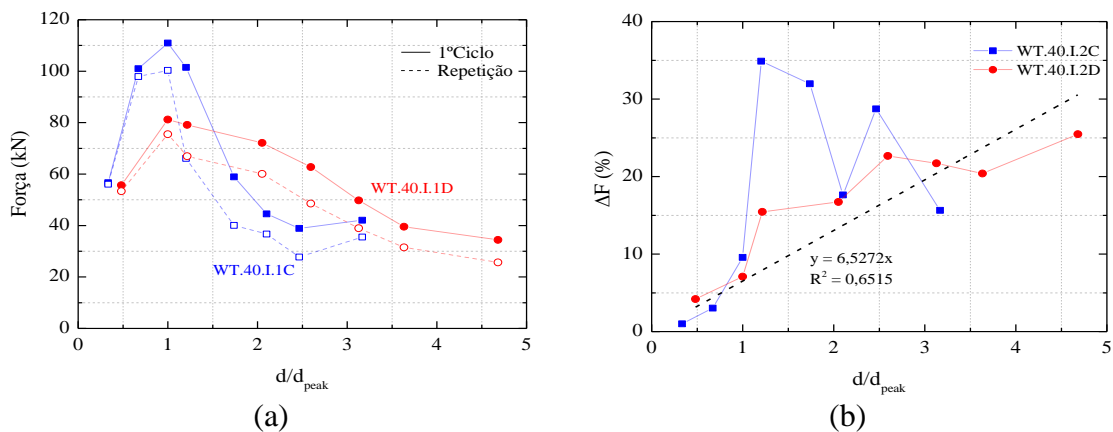 120
100
80
60
40
20
0
0 1 2 3 4 5
Força (kN)
d/d_peak
1ºCiclo
Repetição
WT.40.I.1D
WT.40.I.1C
(a)
40
30
20
10
0
0 1 2 3 4 5
ΔF (%)
d/d_peak
WT.40.I.2C
WT.40.I.2D
y = 6,5272x
R² = 0,6515
(b)